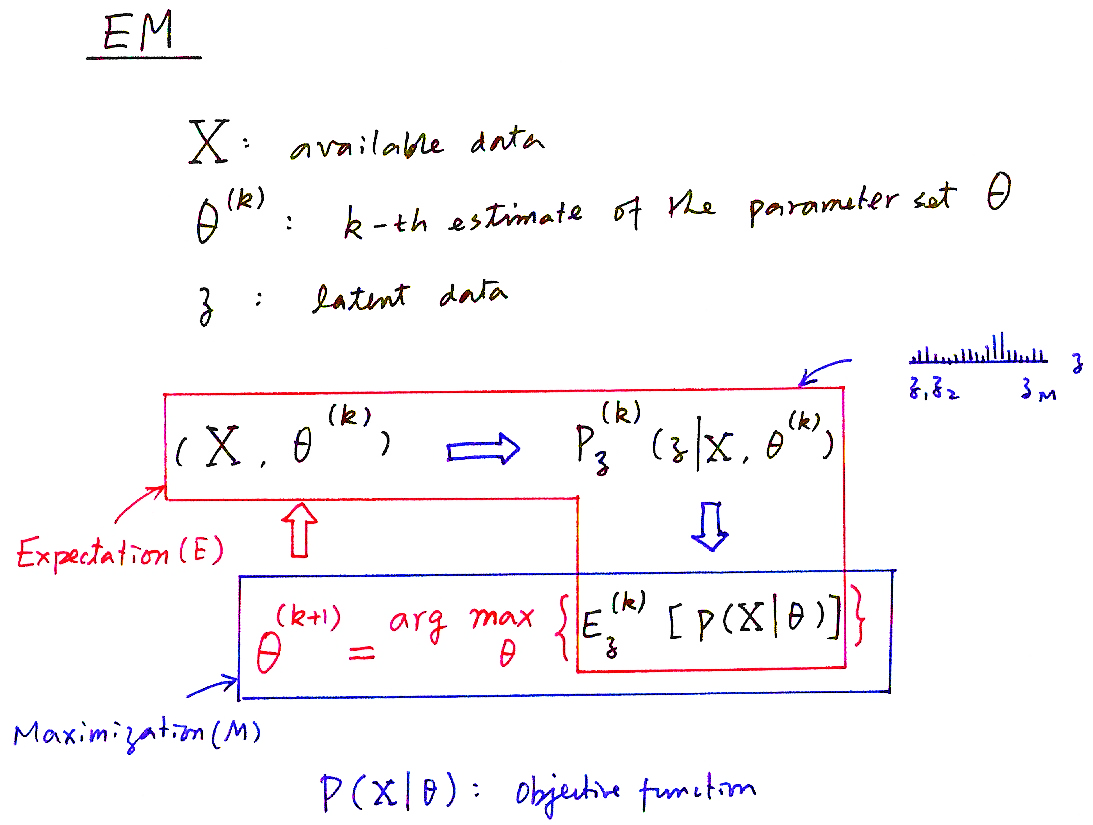 EM
X : available data
θ^(k) : k-th estimate of the parameter set θ
z : latent data
z₁, z₂ z_M z
(X, θ^(k)) ⇒ P_z^(k) (z|X, θ^(k))
Expectation (E)
θ^(k+1) = arg max_θ { E_z^(k) [P(X|θ)] }
Maximization (M)
P(X|θ) : objective function